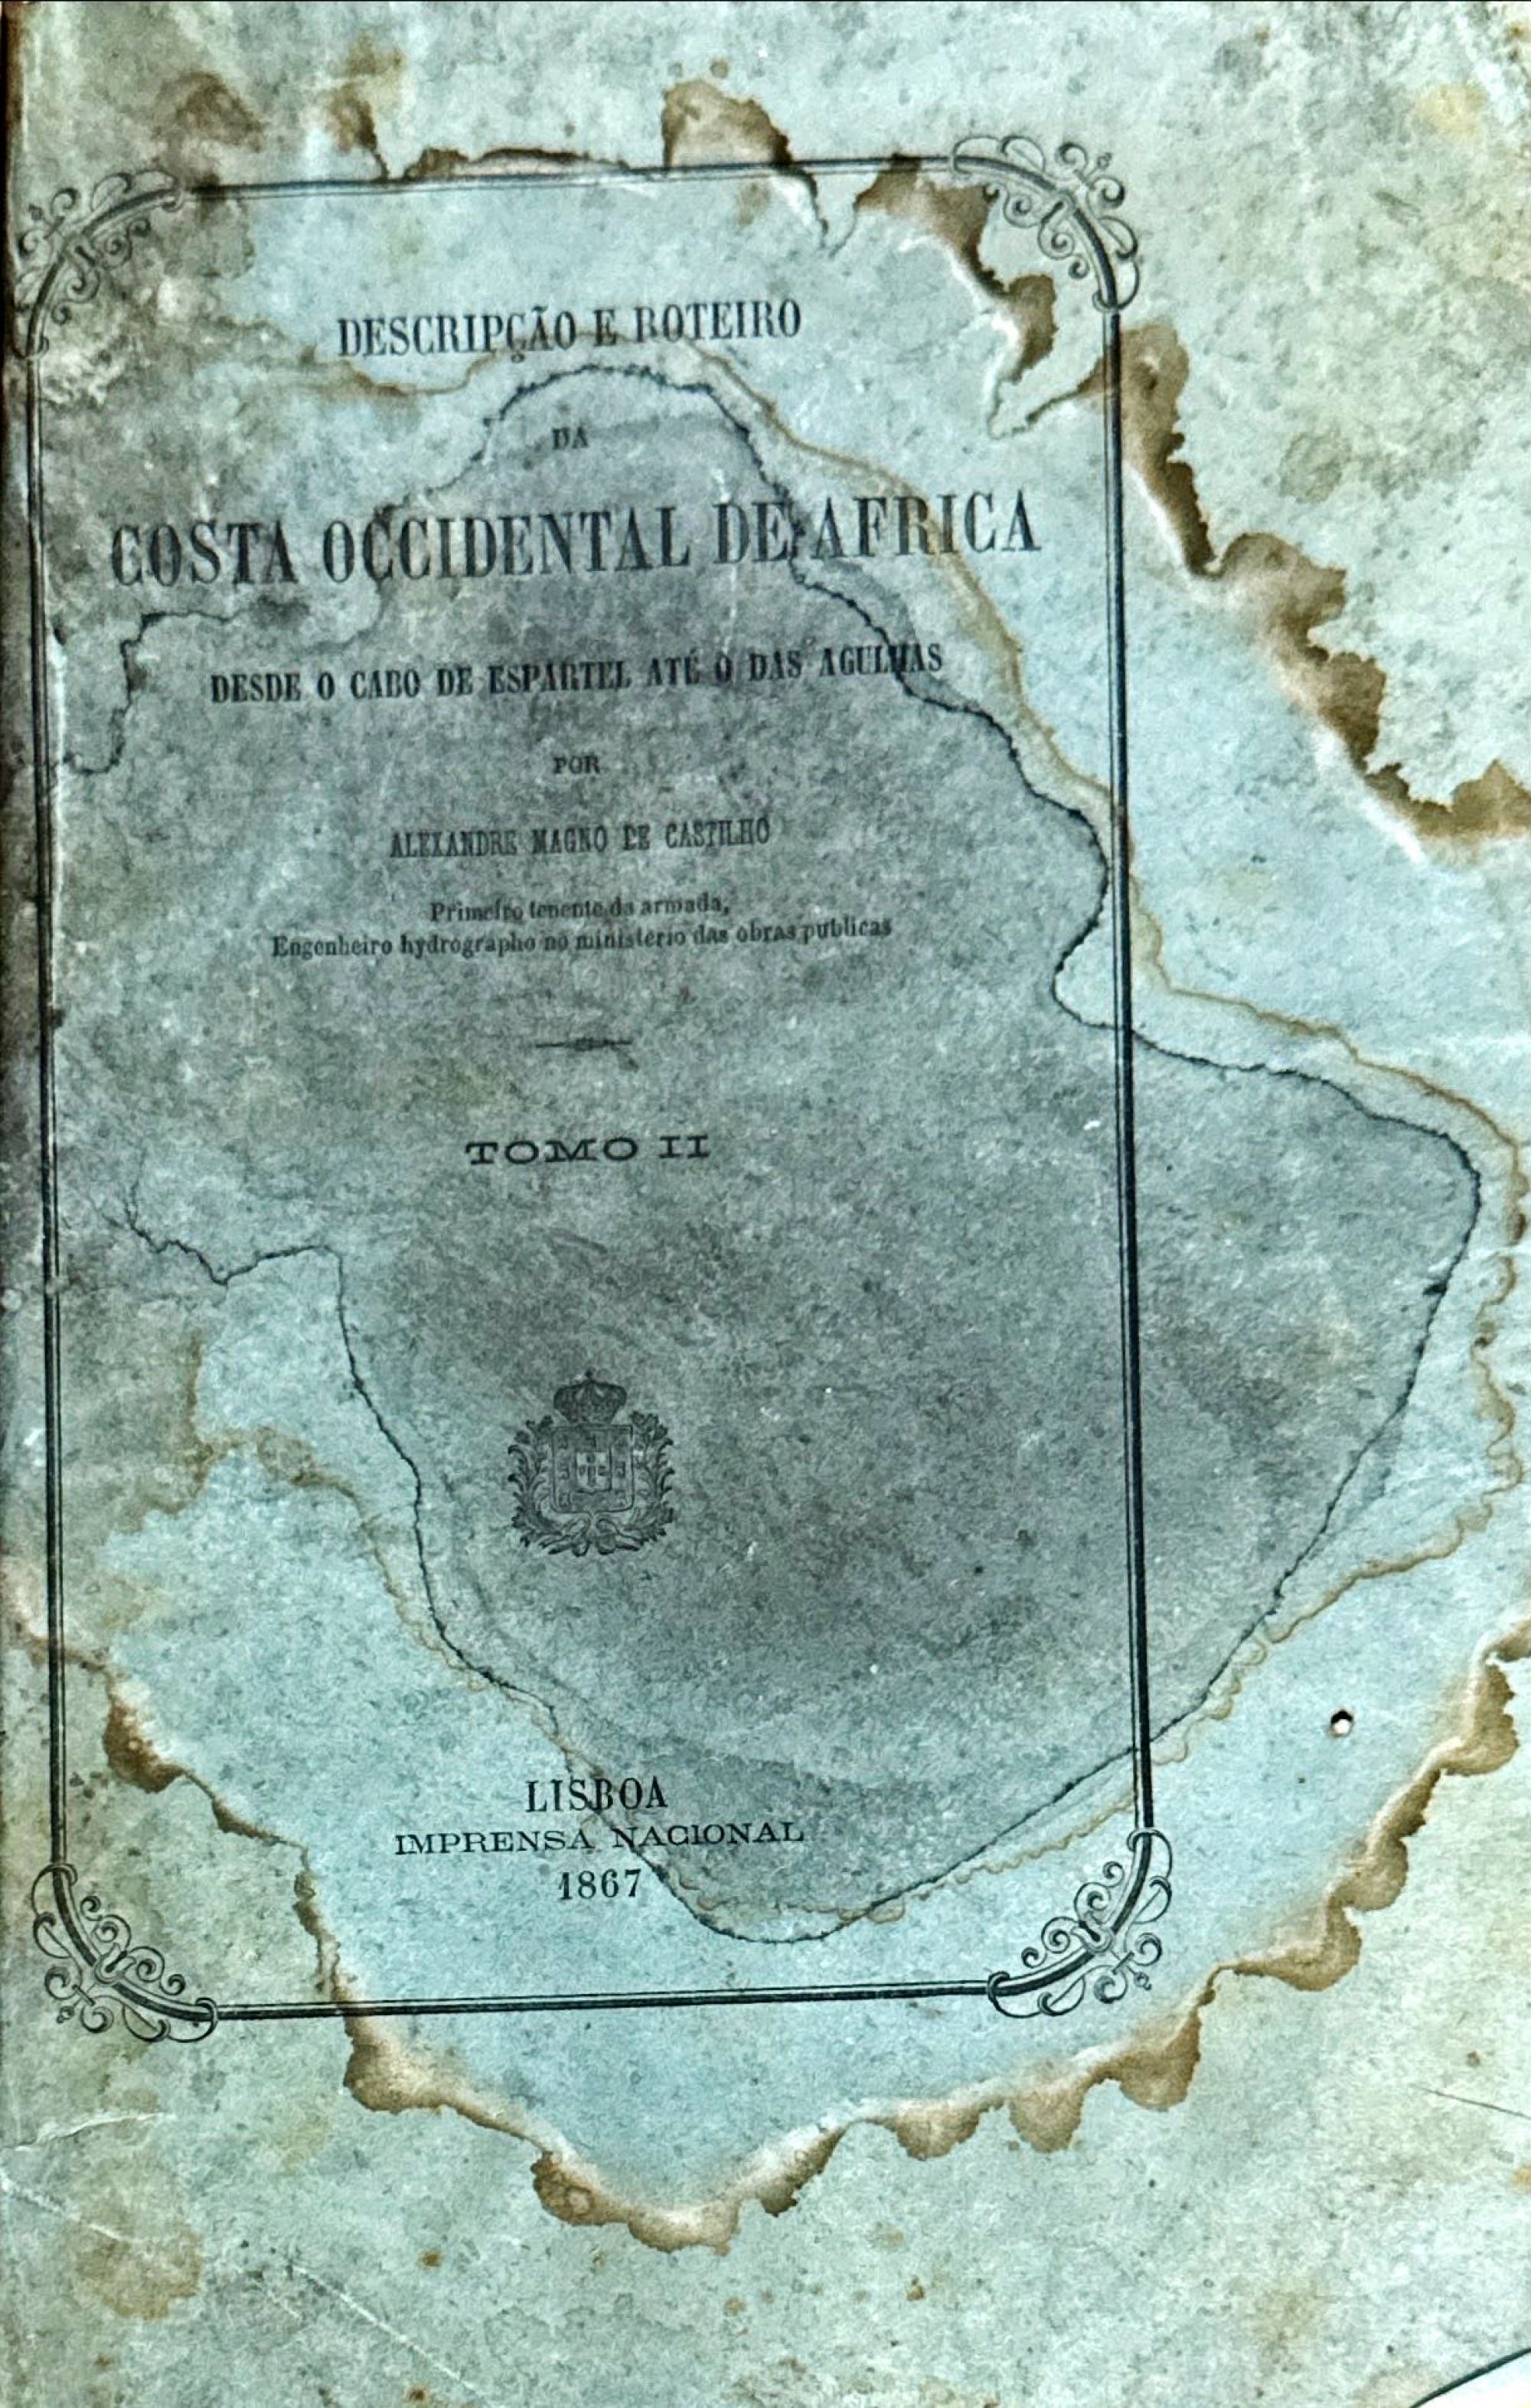 DESCRIPÇÃO E ROTEIRO
DA
COSTA OCCIDENTAL DE AFRICA
DESDE O CABO DE ESPARTEL ATÉ O DAS AGULHAS
POR
ALEXANDRE MAGNO DE CASTILHO
Primeiro tenente da armada,
Engenheiro hydrographo no ministerio das obras publicas
TOMO II
LISBOA
IMPRENSA NACIONAL
1867